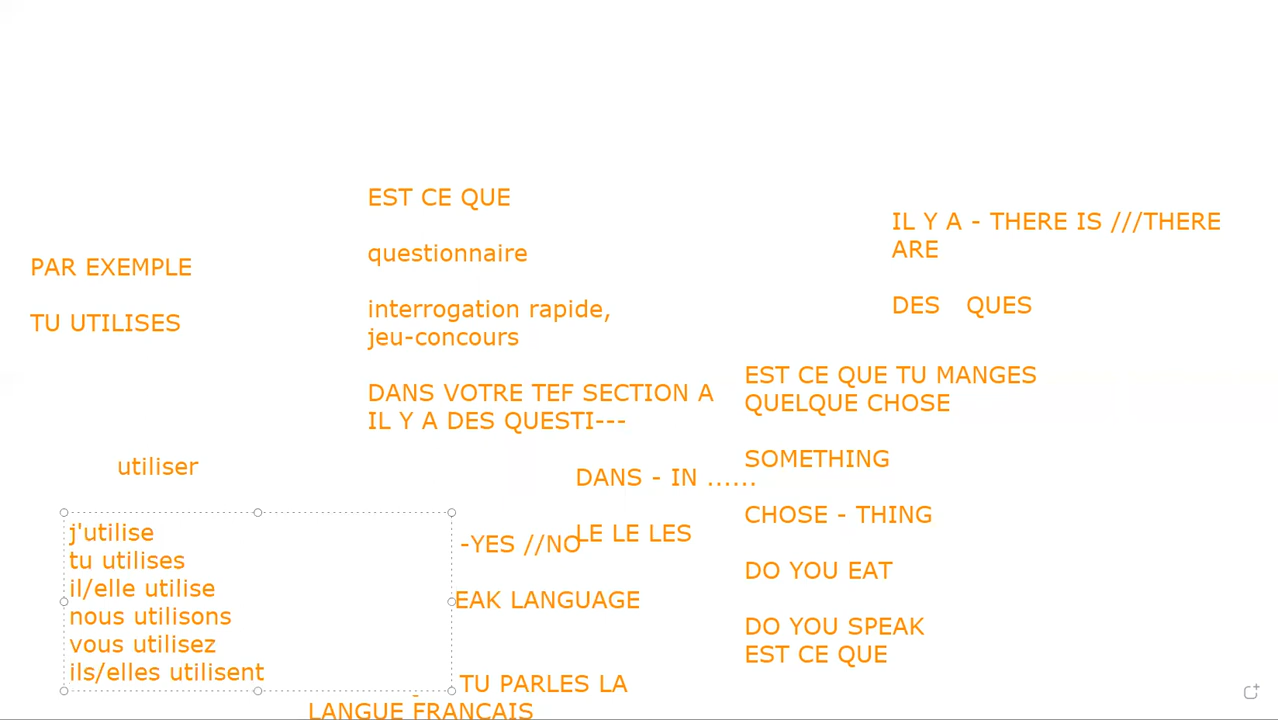 PAR EXEMPLE
TU UTILISES
EST CE QUE
questionnaire
interrogation rapide,
jeu-concours
DANS VOTRE TEF SECTION A
IL Y A DES QUESTI---
IL Y A - THERE IS ///THERE
ARE
DES QUES
EST CE QUE TU MANGES
QUELQUE CHOSE
SOMETHING
CHOSE - THING
DO YOU EAT
DO YOU SPEAK
EST CE QUE
DANS - IN ......
LE LE LES
utiliser
j'utilise
tu utilises
il/elle utilise
nous utilisons
vous utilisez
ils/elles utilisent
-YES //NO
EAK LANGUAGE
TU PARLES LA
LANGUE FRANCAIS